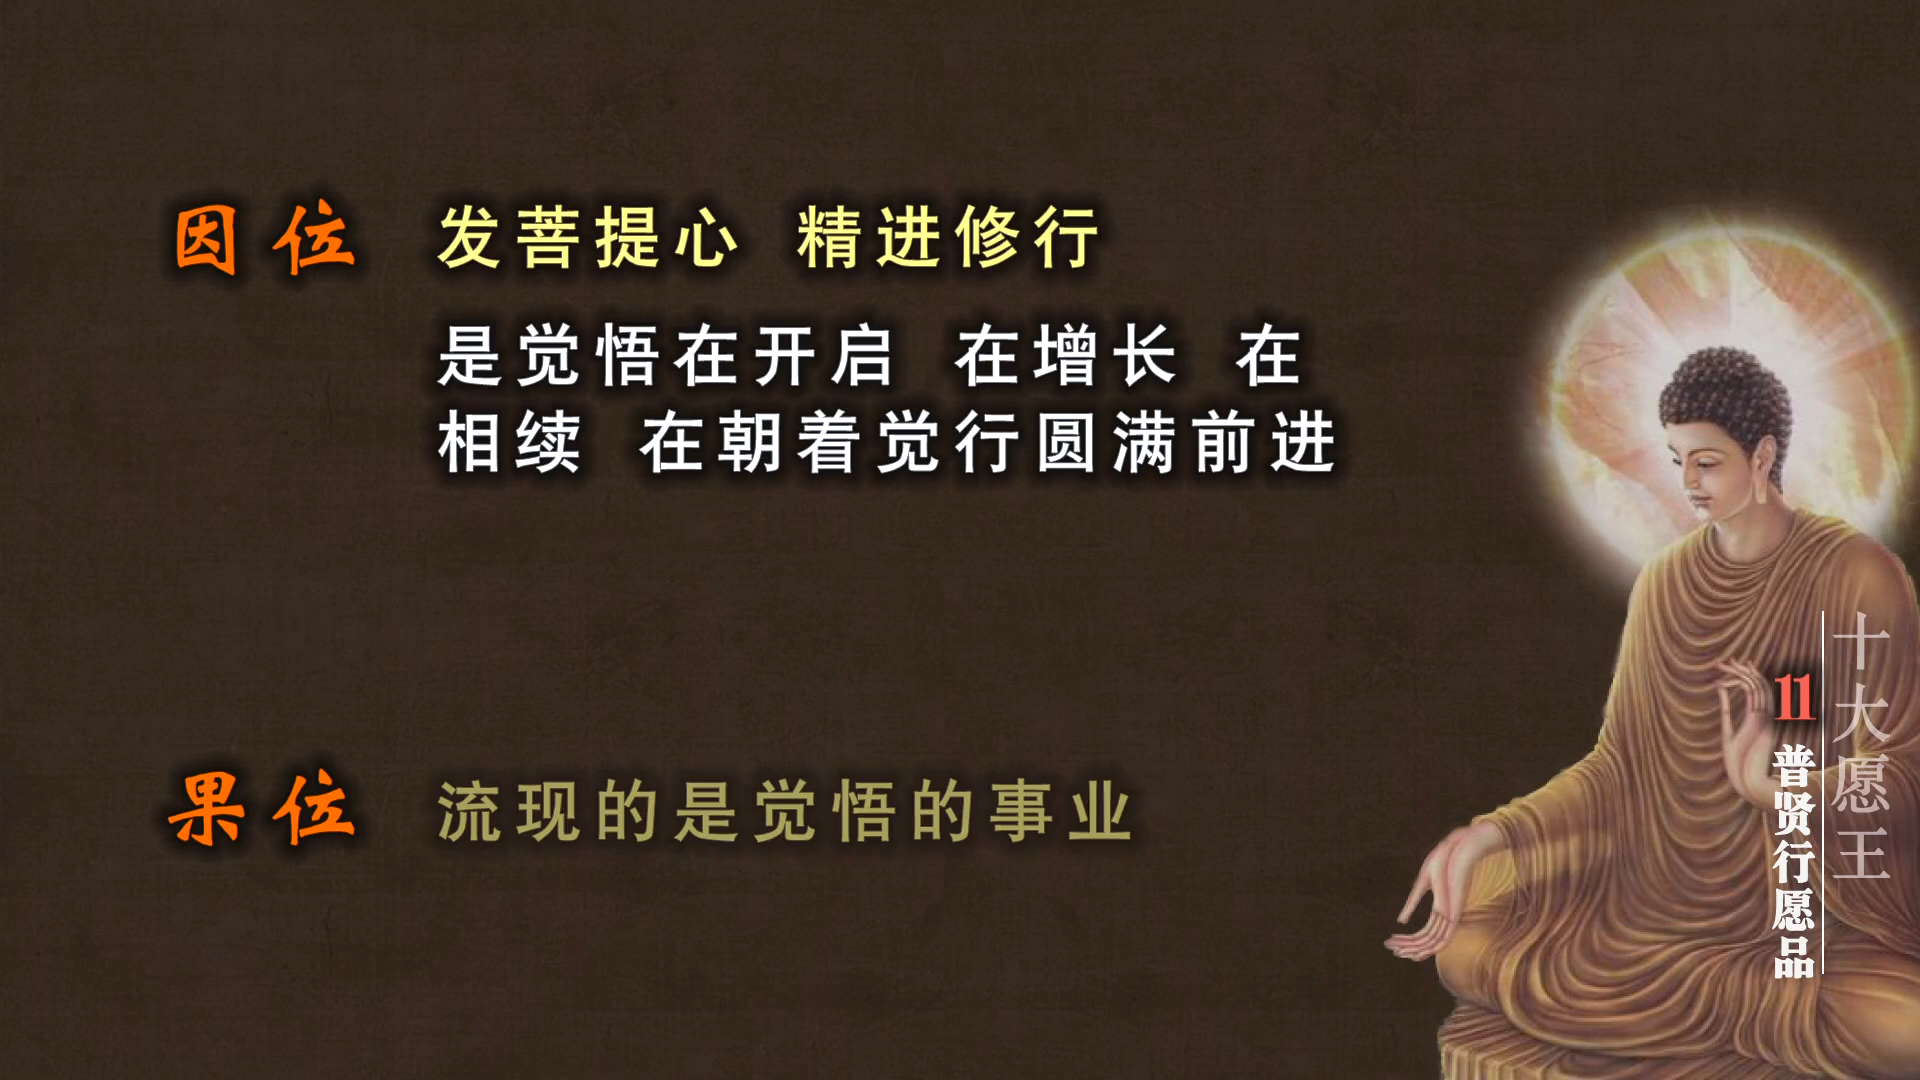 因位 发菩提心 精进修行
是觉悟在开启 在增长 在
相续 在朝着觉行圆满前进
果位 流现的是觉悟的事业
十大愿王
11 普贤行愿品